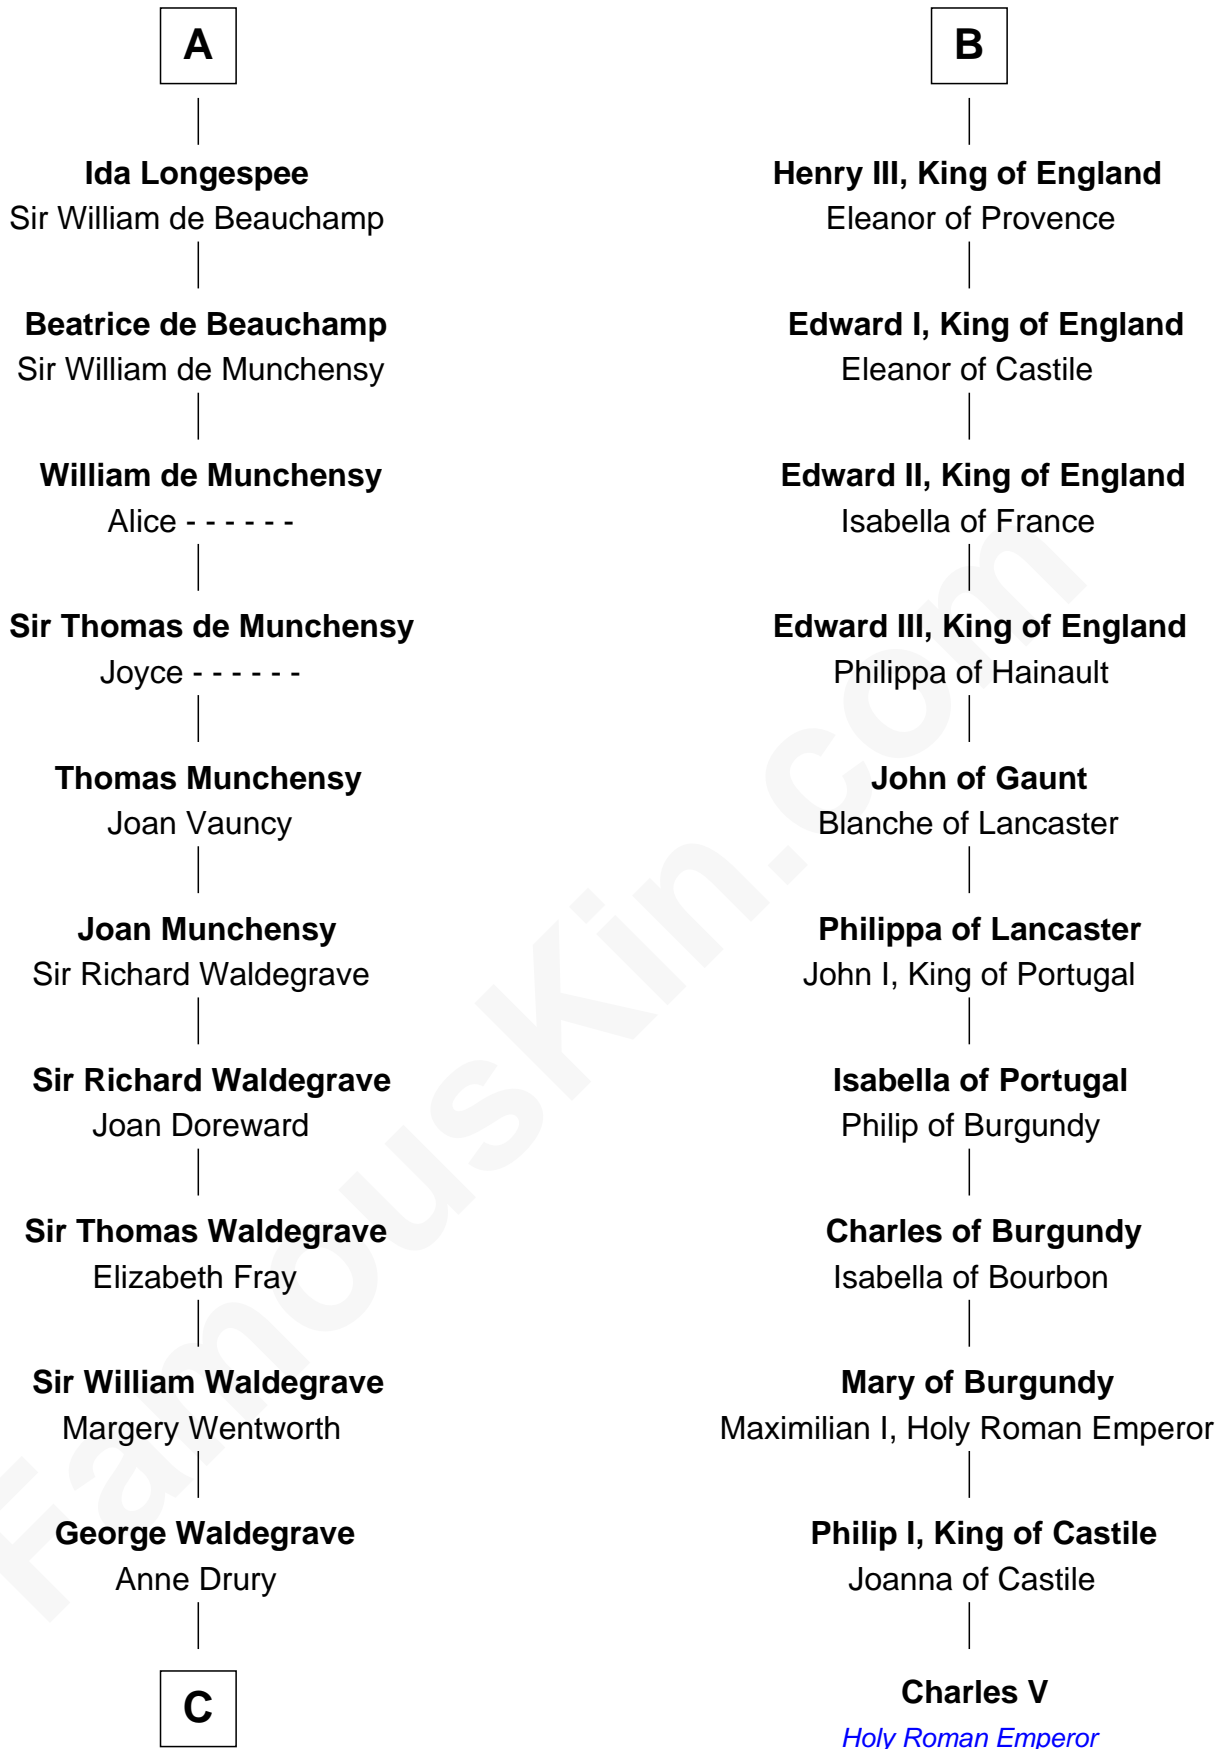 A
Ida Longespee
Sir William de Beauchamp
Beatrice de Beauchamp
Sir William de Munchensy
William de Munchensy
Alice - - - - - -
Sir Thomas de Munchensy
Joyce - - - - - -
Thomas Munchensy
Joan Vauncy
Joan Munchensy
Sir Richard Waldegrave
Sir Richard Waldegrave
Joan Doreward
Sir Thomas Waldegrave
Elizabeth Fray
Sir William Waldegrave
Margery Wentworth
George Waldegrave
Anne Drury
C
B
Henry III, King of England
Eleanor of Provence
Edward I, King of England
Eleanor of Castile
Edward II, King of England
Isabella of France
Edward III, King of England
Philippa of Hainault
John of Gaunt
Blanche of Lancaster
Philippa of Lancaster
John I, King of Portugal
Isabella of Portugal
Philip of Burgundy
Charles of Burgundy
Isabella of Bourbon
Mary of Burgundy
Maximilian I, Holy Roman Emperor
Philip I, King of Castile
Joanna of Castile
Charles V
Holy Roman Emperor
FamousKin.com